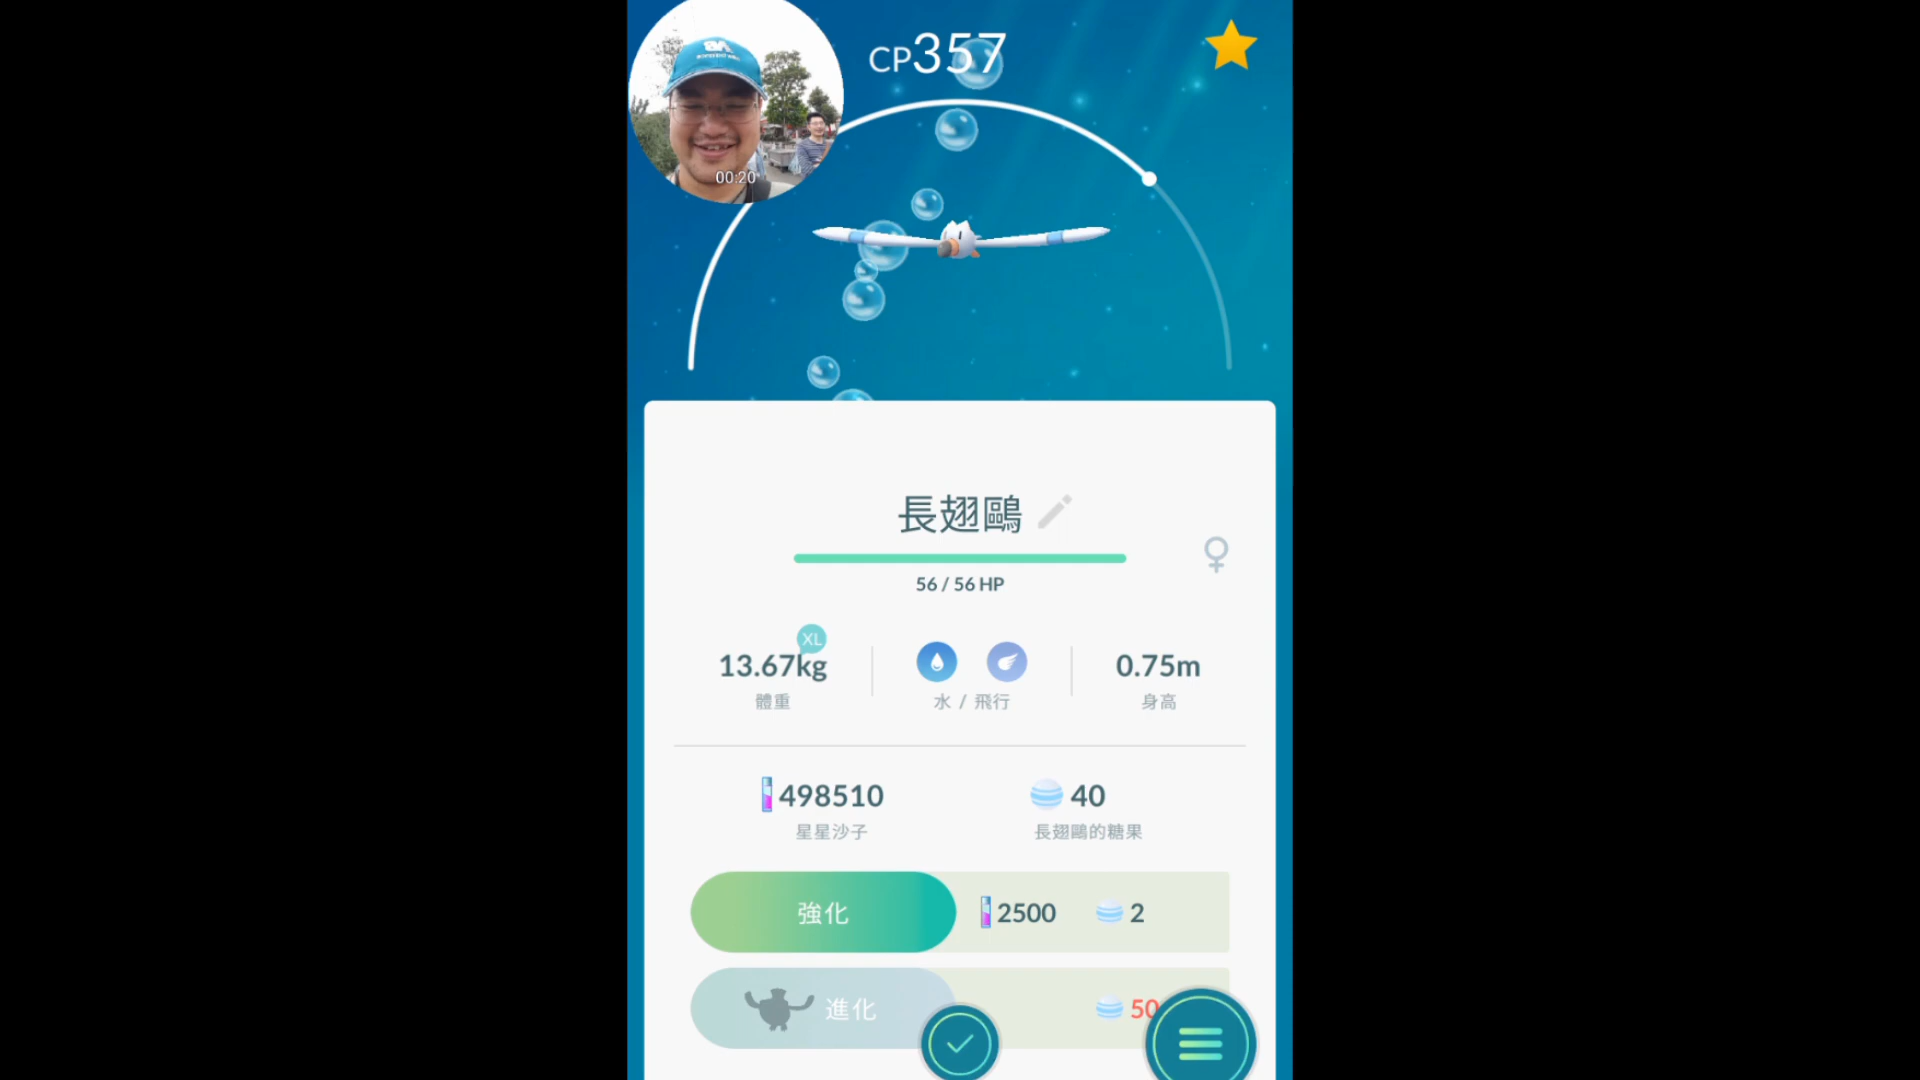 CP357
00:20
長翅鷗
56 / 56 HP
XL
13.67kg
體重
水 / 飛行
0.75m
身高
498510
星星沙子
40
長翅鷗的糖果
強化
2500
2
進化
50